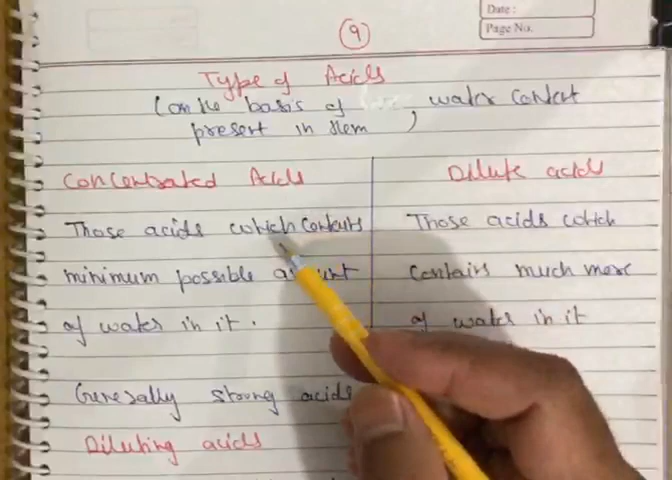 Date :
Page No.
9
Type of Acids
(on the basis of water content
present in them )
Concentrated Acids
Those acids which contains
minimum possible amount
of water in it.
Generally strong acids
Diluting acids
Dilute acids
Those acids which
Contains much more
of water in it